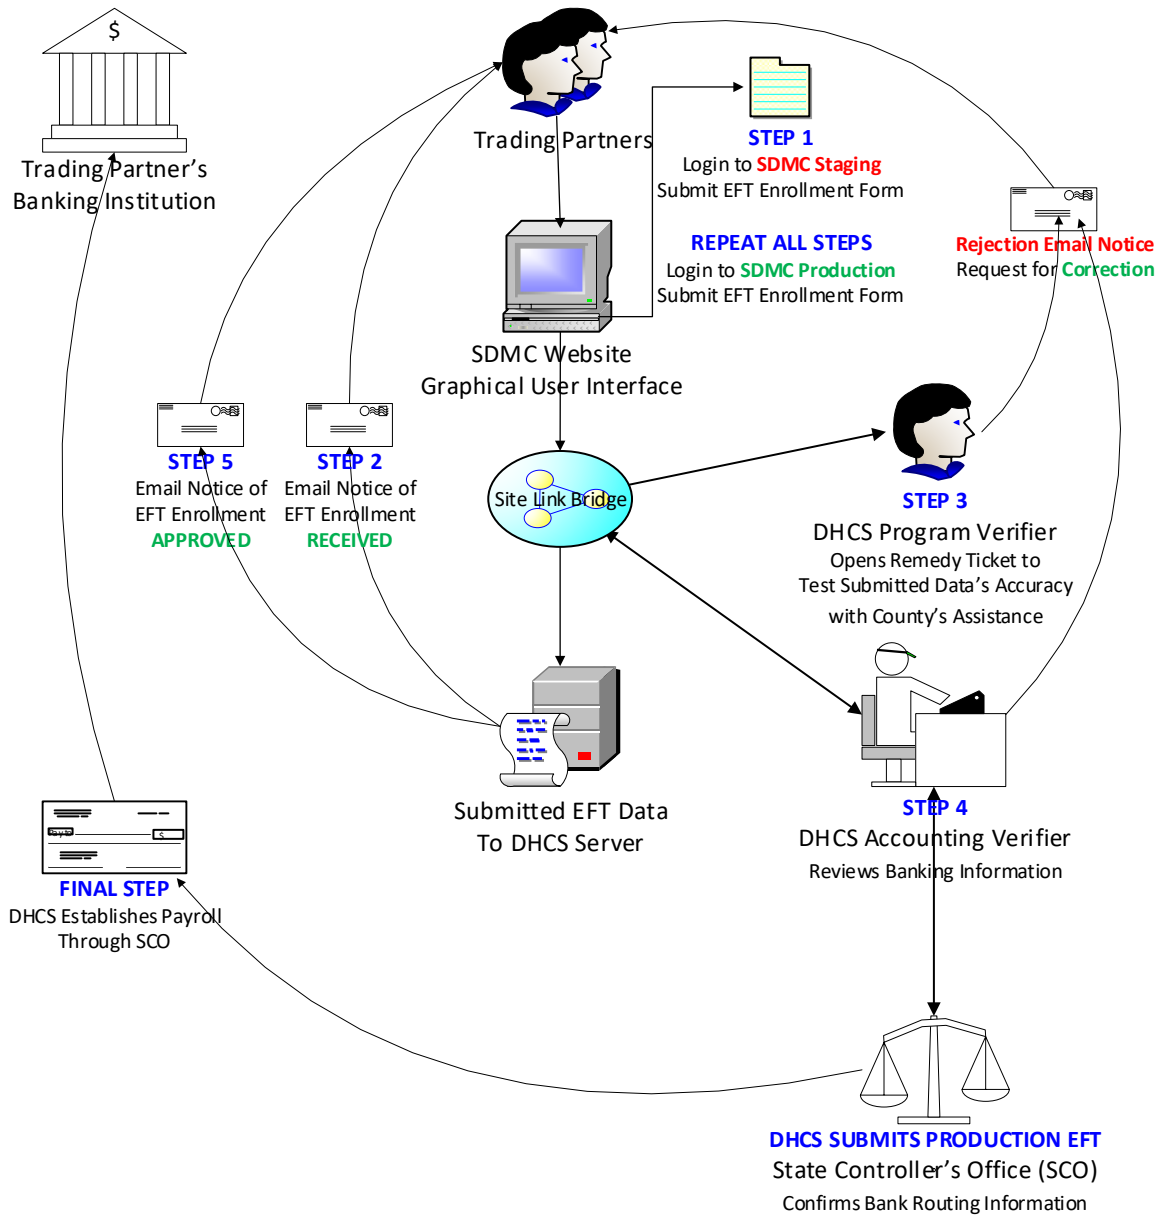 $
Trading Partner's
Banking Institution
Trading Partners
STEP 1
Login to SDMC Staging
Submit EFT Enrollment Form
REPEAT ALL STEPS
Login to SDMC Production
Submit EFT Enrollment Form
Rejection Email Notice
Request for Correction
SDMC Website
Graphical User Interface
STEP 5
Email Notice of
EFT Enrollment
APPROVED
STEP 2
Email Notice of
EFT Enrollment
RECEIVED
Site Link Bridge
STEP 3
DHCS Program Verifier
Opens Remedy Ticket to
Test Submitted Data's Accuracy
with County's Assistance
Submitted EFT Data
To DHCS Server
STEP 4
DHCS Accounting Verifier
Reviews Banking Information
Pay to
$
FINAL STEP
DHCS Establishes Payroll
Through SCO
DHCS SUBMITS PRODUCTION EFT
State Controller's Office (SCO)
Confirms Bank Routing Information